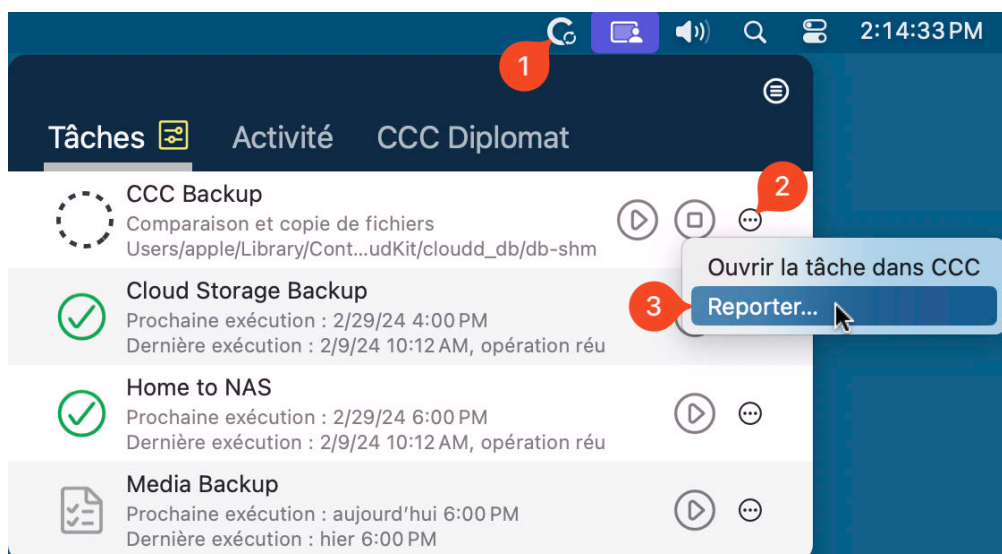 2:14:33 PM
1
Tâches Activité CCC Diplomat
CCC Backup
2
Comparaison et copie de fichiers
Users/apple/Library/Cont...udKit/cloudd_db/db-shm
Ouvrir la tâche dans CCC
3
Reporter...
Cloud Storage Backup
Prochaine exécution : 2/29/24 4:00 PM
Dernière exécution : 2/9/24 10:12 AM, opération réu
Home to NAS
Prochaine exécution : 2/29/24 6:00 PM
Dernière exécution : 2/9/24 10:12 AM, opération réu
Media Backup
Prochaine exécution : aujourd'hui 6:00 PM
Dernière exécution : hier 6:00 PM